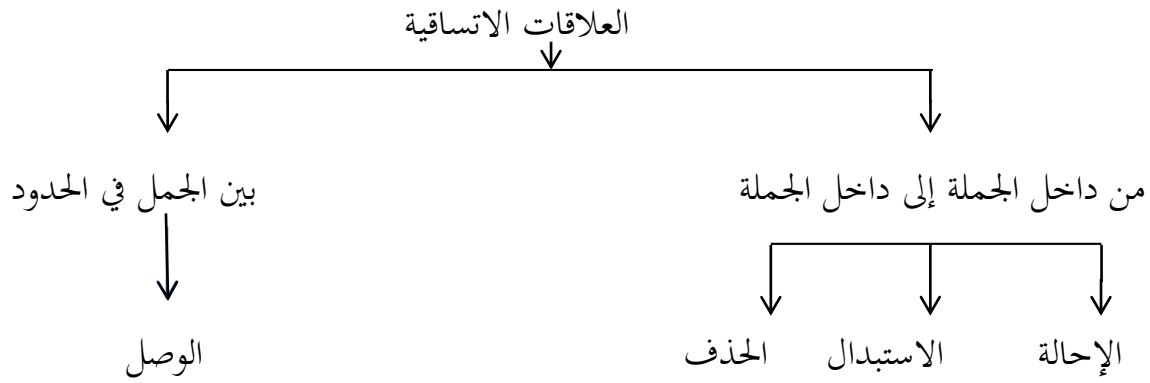 العلاقات الاتساقية
من داخل الجملة إلى داخل الجملة
بين الجمل في الحدود
الإحالة
الاستبدال
الحذف
الوصل